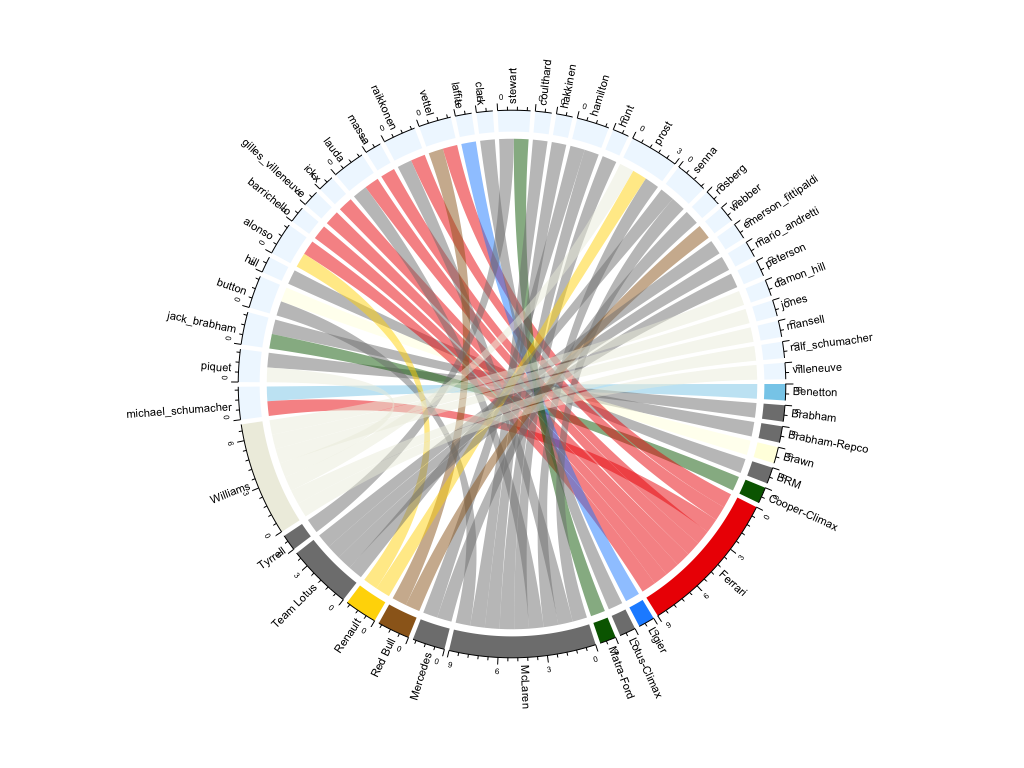 stewart
coulthard
hakkinen
hamilton
hunt
prost
senna
rosberg
webber
emerson_fittipaldi
mario_andretti
peterson
damon_hill
jones
mansell
ralf_schumacher
villeneuve
Benetton
Brabham
Brabham-Repco
Brawn
BRM
Cooper-Climax
Ferrari
Ligier
Lotus-Climax
Matra-Ford
McLaren
Mercedes
Red Bull
Renault
Team Lotus
Tyrrell
Williams
michael_schumacher
piquet
jack_brabham
button
hill
alonso
barrichello
gilles_villeneuve
ickx
lauda
massa
raikkonen
vettel
laffite
clark